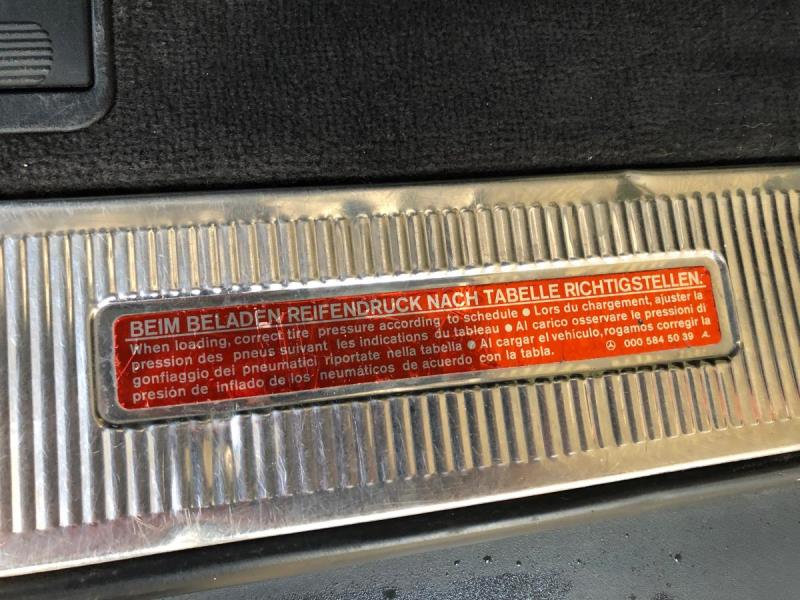 BEIM BELADEN REIFENDRUCK NACH TABELLE RICHTIGSTELLEN.
When loading, correct tire pressure according to schedule ● Lors du chargement, ajuster la
pression des pneus suivant les indications du tableau ● Al carico osservare le pressioni di
gonfiaggio dei pneumatici riportate nella tabella ● Al cargar el vehículo, rogamos corregir la
presión de inflado de los neumáticos de acuerdo con la tabla. 000 584 50 39